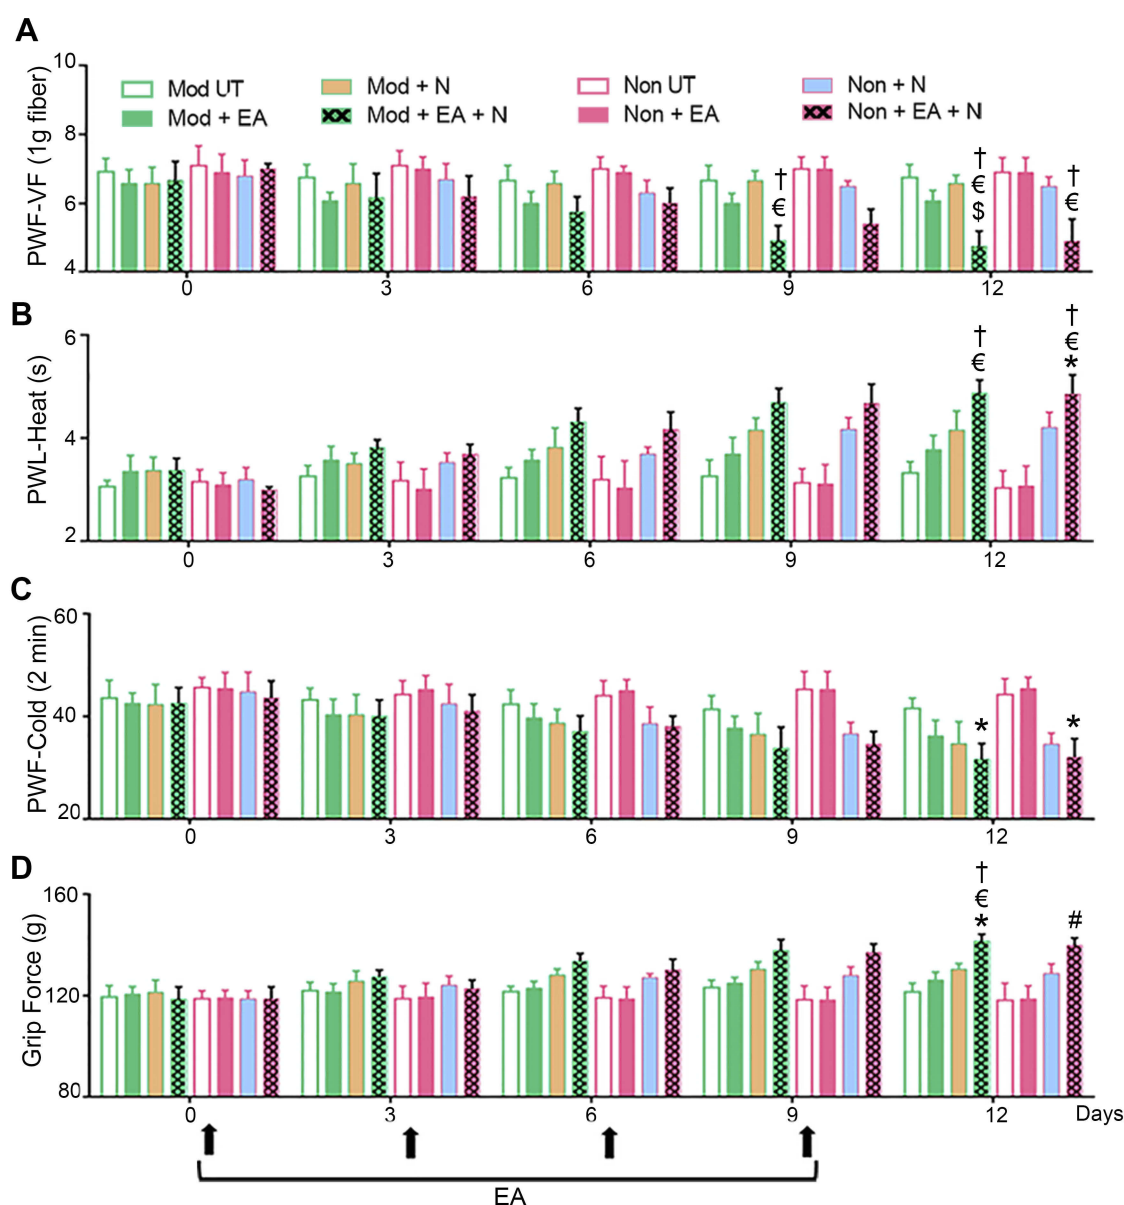 A
PWF-VF (1g fiber)
10
8
6
4
Mod UT
Mod + N
Non UT
Non + N
Mod + EA
Mod + EA + N
Non + EA
Non + EA + N
†
€
†
€
$
†
€
0
3
6
9
12
B
PWL-Heat (s)
6
4
2
†
€
†
€
*
0
3
6
9
12
C
PWF-Cold (2 min)
60
40
20
*
*
0
3
6
9
12
D
Grip Force (g)
160
120
80
†
€
*
#
0
3
6
9
12
Days
EA